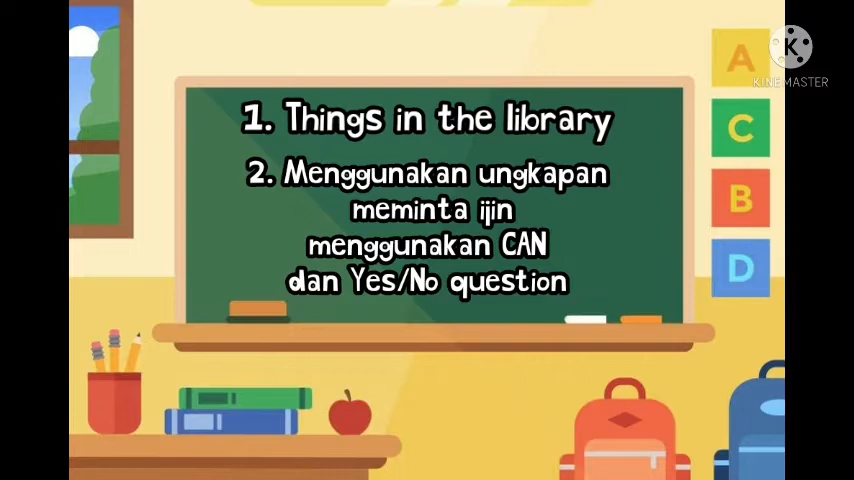 1. Things in the library
2. Menggunakan ungkapan
meminta ijin
menggunakan CAN
dan Yes/No question
A
C
B
D
K
KINEMASTER